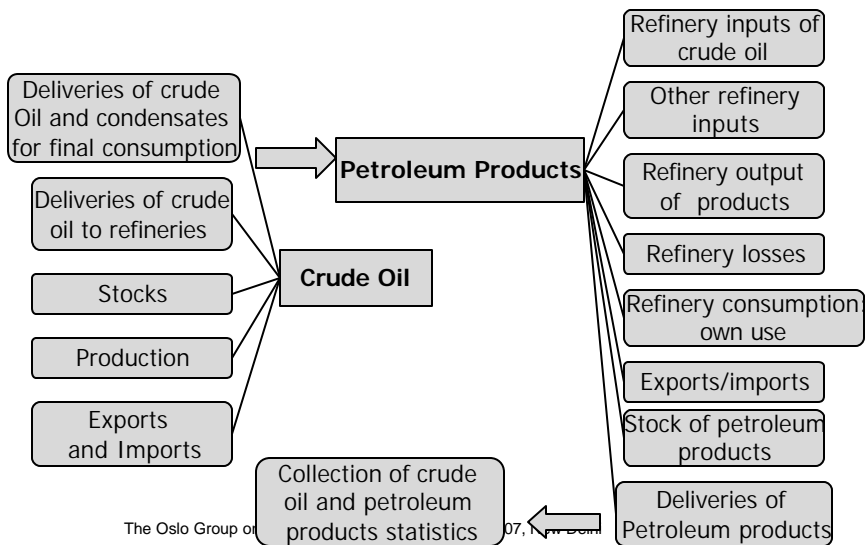 Deliveries of crude
Oil and condensates
for final consumption
Deliveries of crude
oil to refineries
Stocks
Production
Exports
and Imports
Crude Oil
Petroleum Products
Refinery inputs of
crude oil
Other refinery
inputs
Refinery output
of products
Refinery losses
Refinery consumption:
own use
Exports/imports
Stock of petroleum
products
Deliveries of
Petroleum products
Collection of crude
oil and petroleum
products statistics
The Oslo Group 07,